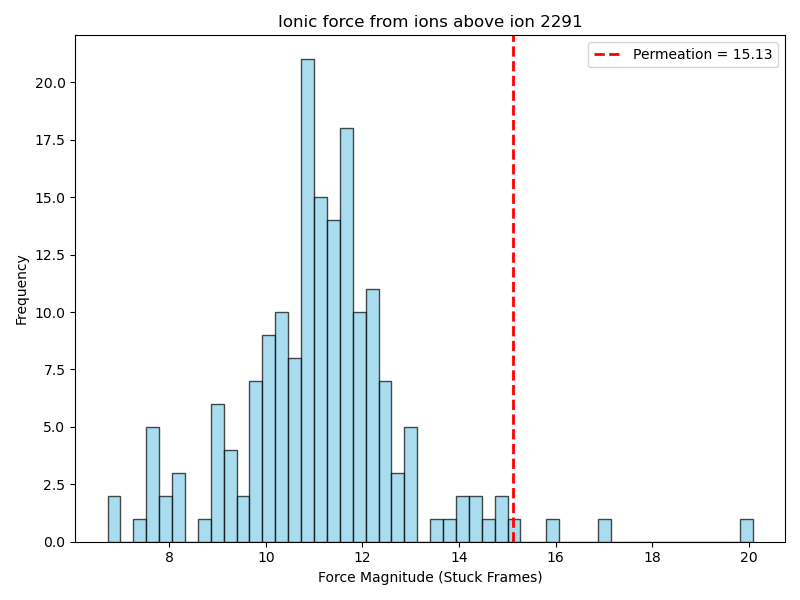 Ionic force from ions above ion 2291
Permeation = 15.13
20.0
17.5
15.0
12.5
10.0
7.5
5.0
2.5
0.0
Frequency
8 10 12 14 16 18 20
Force Magnitude (Stuck Frames)